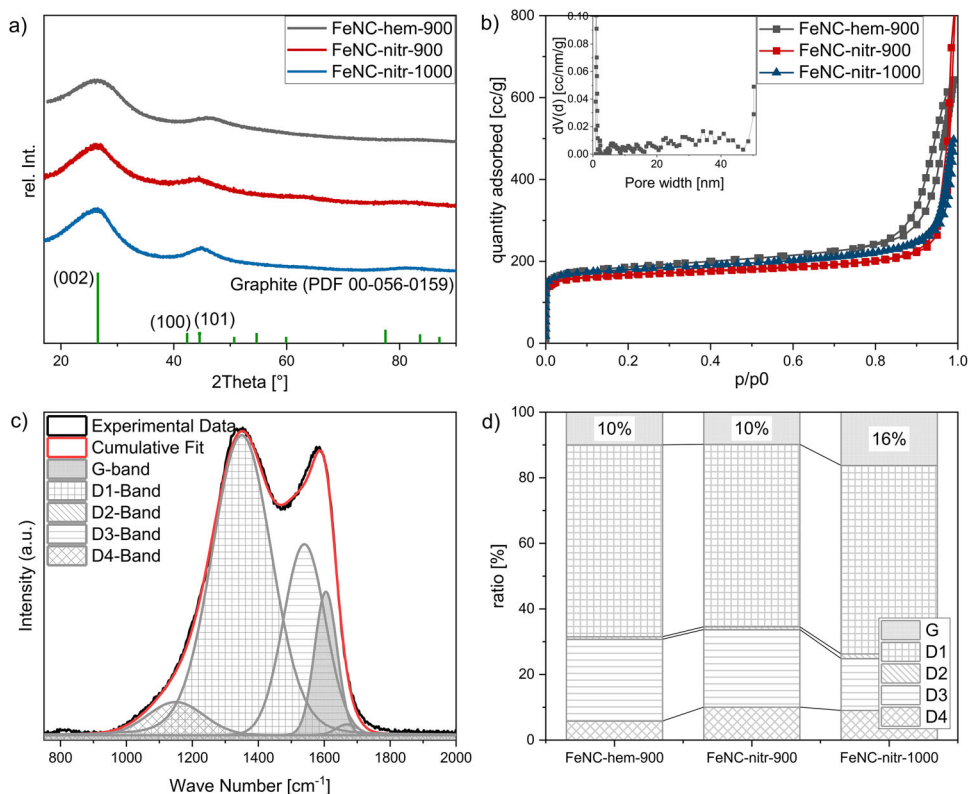 a)
FeNC-hem-900
FeNC-nitr-900
FeNC-nitr-1000
rel. Int.
(002)
Graphite (PDF 00-056-0159)
(100)
(101)
20
40
60
80
2Theta [°]
b)
FeNC-hem-900
FeNC-nitr-900
FeNC-nitr-1000
quantity adsorbed [cc/g]
800
600
400
200
0
0.0
0.2
0.4
0.6
0.8
1.0
p/p0
dV(d) [cc/nm/g]
0.10
0.08
0.06
0.04
0.02
0.00
0
20
40
Pore width [nm]
c)
Experimental Data
Cumulative Fit
G-band
D1-Band
D2-Band
D3-Band
D4-Band
Intensity (a.u.)
800
1000
1200
1400
1600
1800
2000
Wave Number [cm⁻¹]
d)
ratio [%]
100
80
60
40
20
0
10%
10%
16%
G
D1
D2
D3
D4
FeNC-hem-900
FeNC-nitr-900
FeNC-nitr-1000